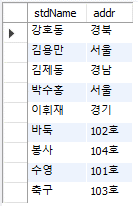 stdName addr
강호동 경북
김용만 서울
김제동 경남
박수홍 서울
이휘재 경기
바둑 102호
봉사 104호
수영 101호
축구 103호